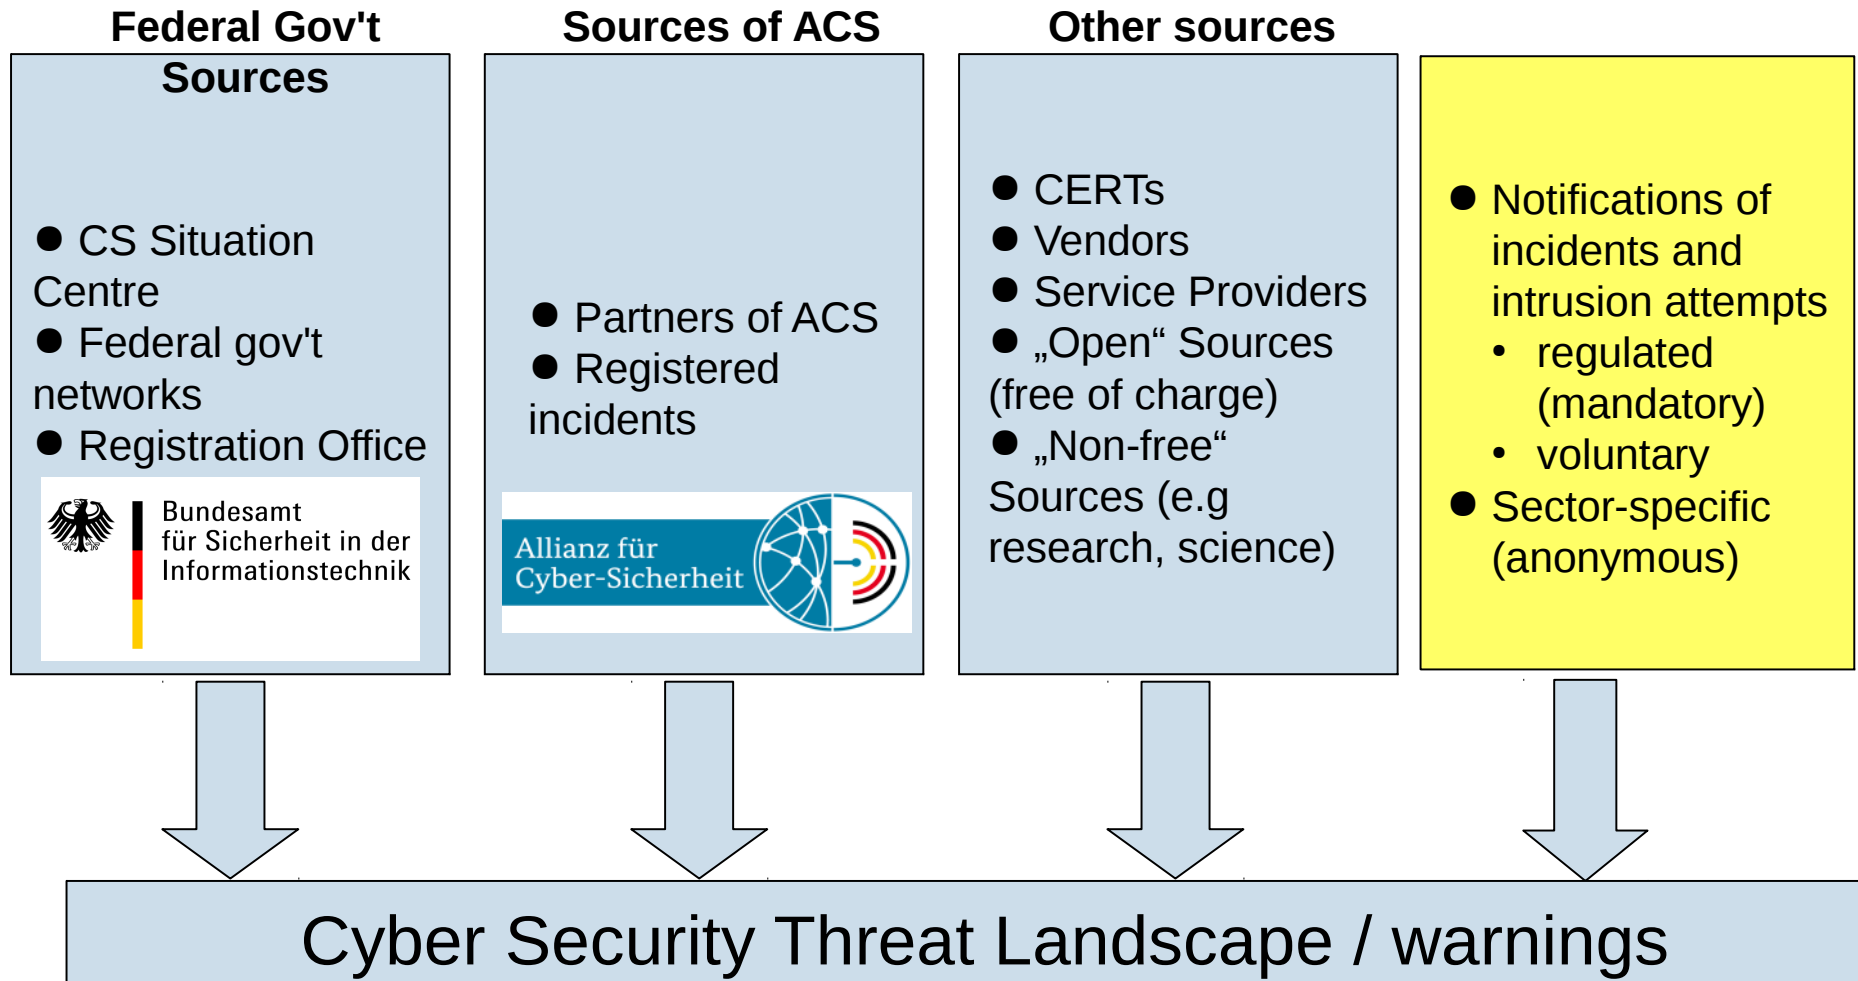 Federal Gov't
Sources
● CS Situation
Centre
● Federal gov't
networks
● Registration Office
Bundesamt
für Sicherheit in der
Informationstechnik
Sources of ACS
● Partners of ACS
● Registered
incidents
Allianz für
Cyber-Sicherheit
Other sources
● CERTs
● Vendors
● Service Providers
● „Open“ Sources
(free of charge)
● „Non-free“
Sources (e.g
research, science)
● Notifications of
incidents and
intrusion attempts
• regulated
(mandatory)
• voluntary
● Sector-specific
(anonymous)
Cyber Security Threat Landscape / warnings